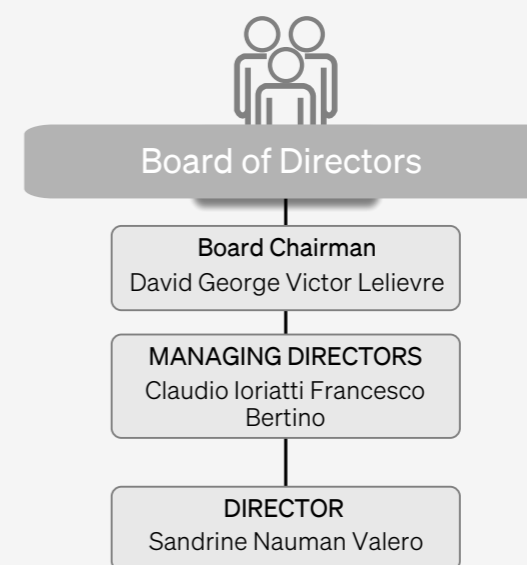 Board of Directors
Board Chairman
David George Victor Lelievre
MANAGING DIRECTORS
Claudio Ioriatti Francesco
Bertino
DIRECTOR
Sandrine Nauman Valero